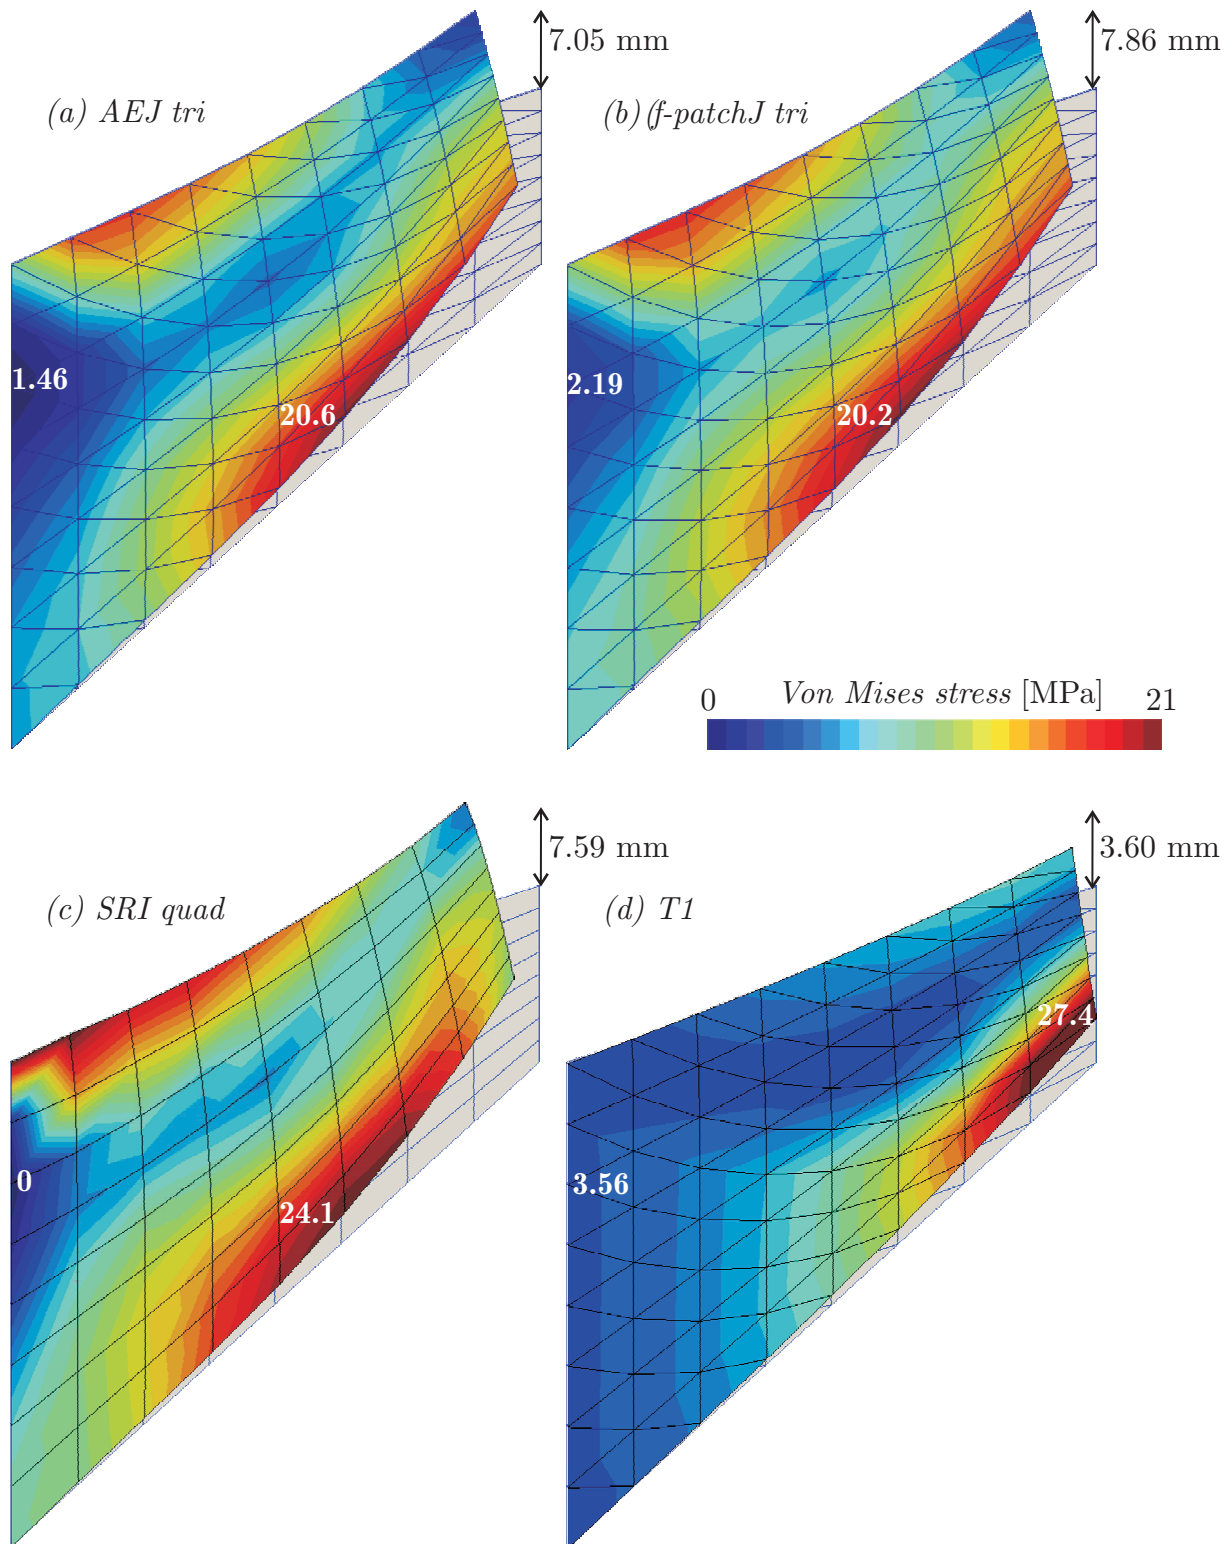 7.05 mm
7.86 mm
(a) AEJ tri
(b) (f-patchJ tri
1.46
20.6
2.19
20.2
0 Von Mises stress [MPa] 21
7.59 mm
3.60 mm
(c) SRI quad
(d) T1
0
24.1
3.56
27.4